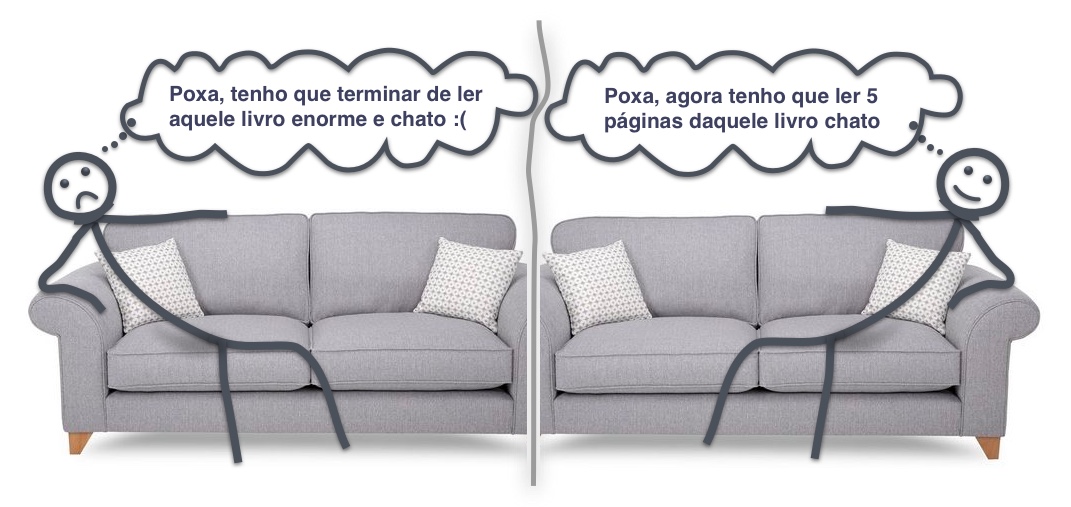 Poxa, tenho que terminar de ler
aquele livro enorme e chato :(
Poxa, agora tenho que ler 5
páginas daquele livro chato